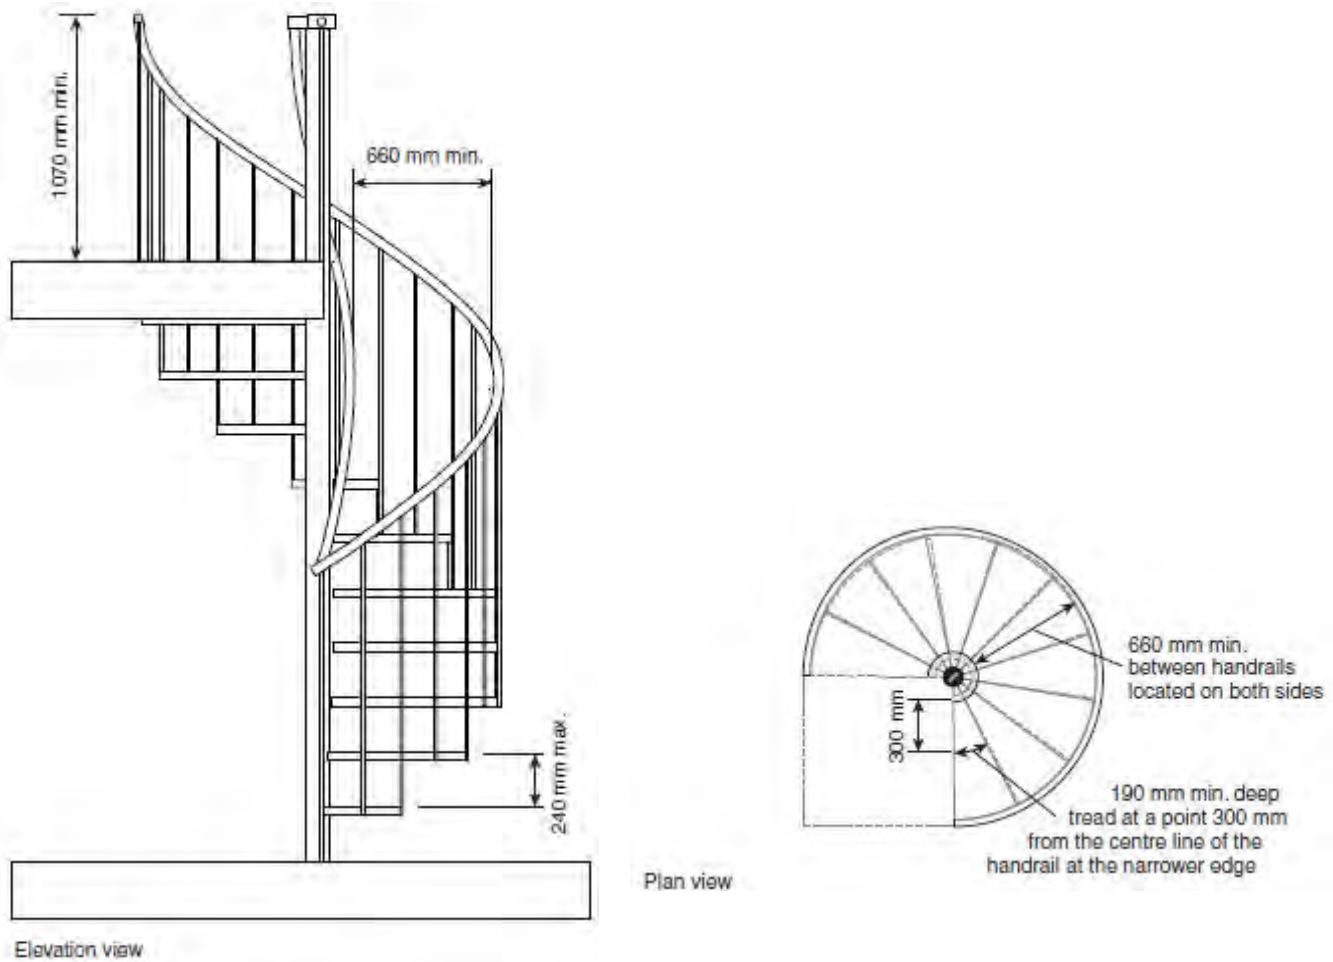 1070 mm min.
660 mm min.
240 mm max.
Elevation view
660 mm min.
between handrails
located on both sides
300 mm
190 mm min. deep
tread at a point 300 mm
from the centre line of the
handrail at the narrower edge
Plan view